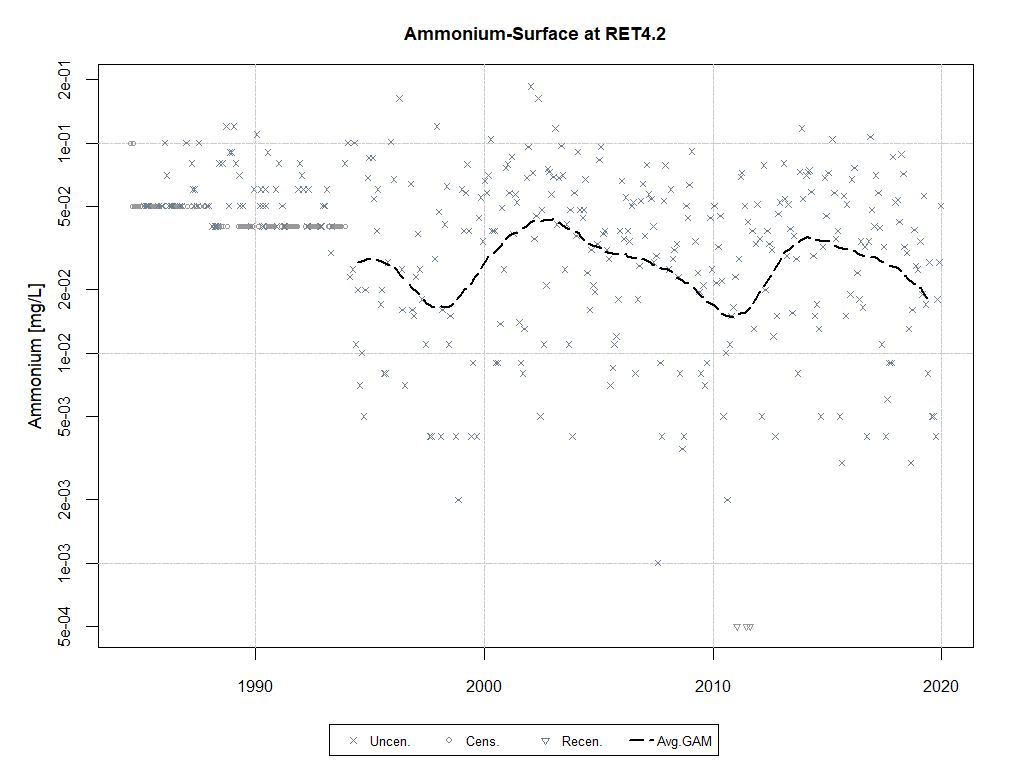 Ammonium-Surface at RET4.2
Ammonium [mg/L]
2e-01
1e-01
5e-02
2e-02
1e-02
5e-03
2e-03
1e-03
5e-04
1990 2000 2010 2020
Uncen. Cens. Recen. Avg.GAM